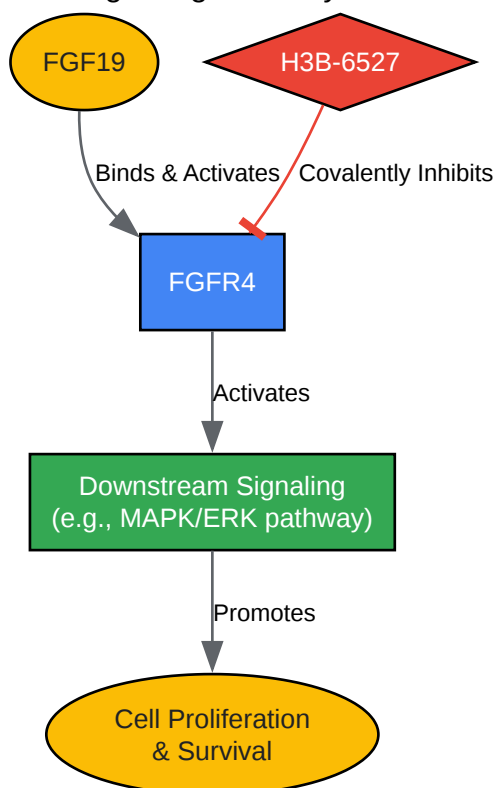 FGF19
H3B-6527
Binds & Activates
Covalently Inhibits
FGFR4
Activates
Downstream Signaling
(e.g., MAPK/ERK pathway)
Promotes
Cell Proliferation
& Survival